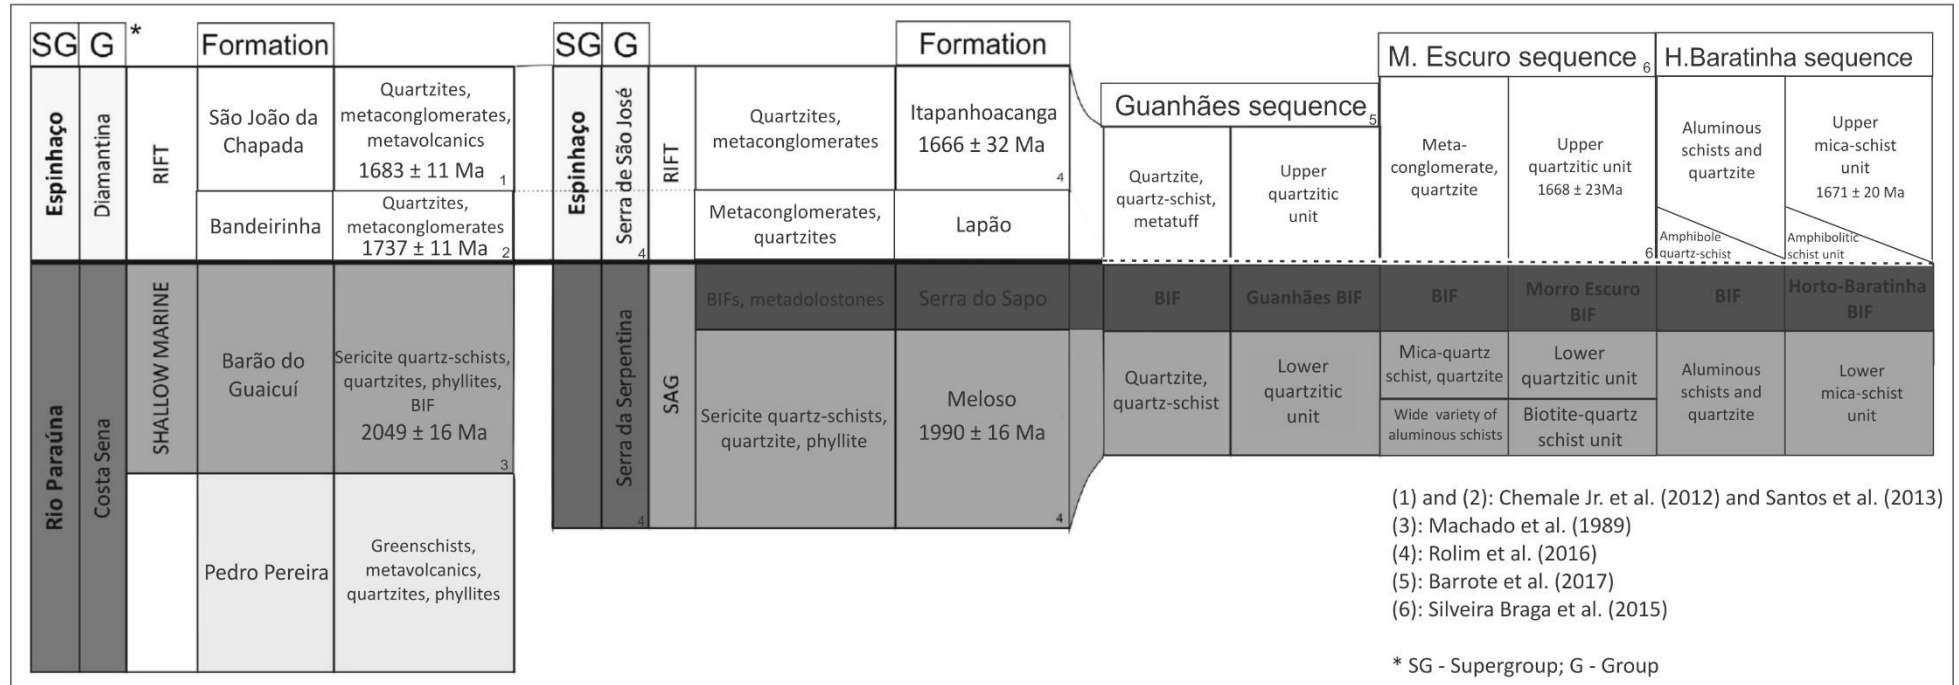 SG G * Formation
Espinhaço
Diamantina
RIFT
São João da
Chapada
Quartzites,
metaconglomerates,
metavolcanics
1683 ± 11 Ma 1
Bandeirinha
Quartzites,
metaconglomerates
1737 ± 11 Ma 2
Rio Paraúna
Costa Sena
SHALLOW MARINE
Barão do
Guaicuí
Sericite quartz-schists,
quartzites, phyllites,
BIF
2049 ± 16 Ma
3
Pedro Pereira
Greenschists,
metavolcanics,
quartzites, phyllites
SG G Formation
Espinhaço
Serra de São José
4
RIFT
Quartzites,
metaconglomerates
Itapanhoacanga
1666 ± 32 Ma
4
Metaconglomerates,
quartzites
Lapão
Serra da Serpentina
4
SAG
BIFs, metadolostones
Serra do Sapo
Sericite quartz-schists,
quartzite, phyllite
Meloso
1990 ± 16 Ma
4
Guanhães sequence 5
Quartzite,
quartz-schist,
metatuff
Upper
quartzitic
unit
BIF
Guanhães BIF
Quartzite,
quartz-schist
Lower
quartzitic
unit
M. Escuro sequence 6
Meta-
conglomerate,
quartzite
Upper
quartzitic unit
1668 ± 23Ma
6
BIF
Morro Escuro
BIF
Mica-quartz
schist, quartzite
Lower
quartzitic unit
Wide variety of
aluminous schists
Biotite-quartz
schist unit
H.Baratinha sequence
Aluminous
schists and
quartzite
Upper
mica-schist
unit
1671 ± 20 Ma
Amphibole
quartz-schist
Amphibolitic
schist unit
BIF
Horto-Baratinha
BIF
Aluminous
schists and
quartzite
Lower
mica-schist
unit
(1) and (2): Chemale Jr. et al. (2012) and Santos et al. (2013)
(3): Machado et al. (1989)
(4): Rolim et al. (2016)
(5): Barrote et al. (2017)
(6): Silveira Braga et al. (2015)
* SG - Supergroup; G - Group